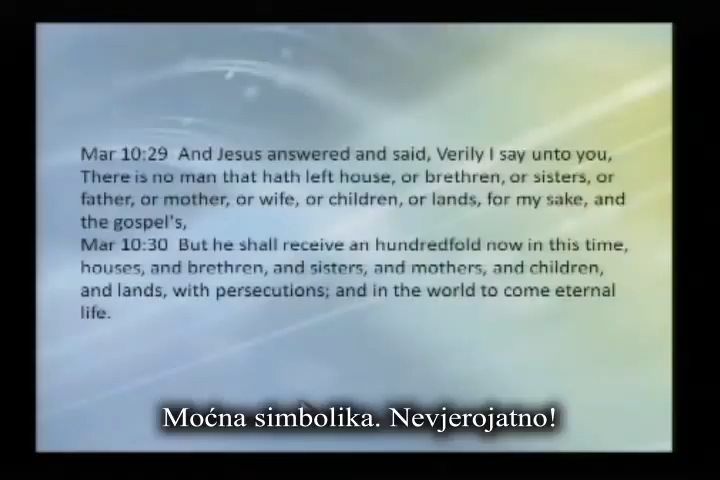 Mar 10:29 And Jesus answered and said, Verily I say unto you,
There is no man that hath left house, or brethren, or sisters, or
father, or mother, or wife, or children, or lands, for my sake, and
the gospel's,
Mar 10:30 But he shall receive an hundredfold now in this time,
houses, and brethren, and sisters, and mothers, and children,
and lands, with persecutions; and in the world to come eternal
life.
Moćna simbolika. Nevjerojatno!